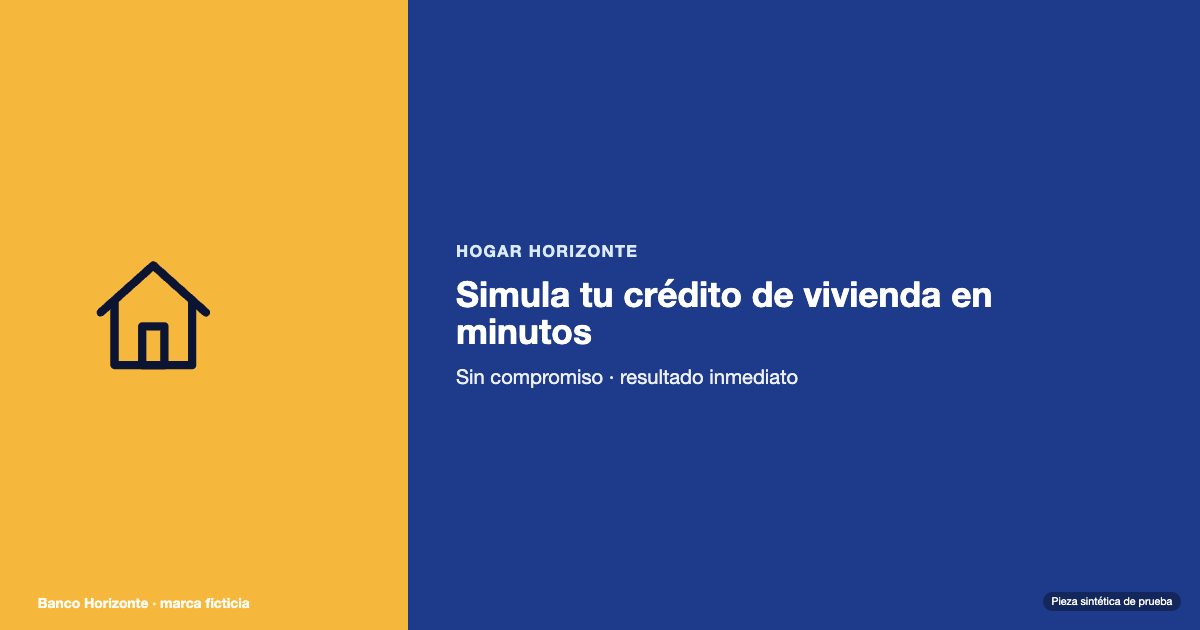 HOGAR HORIZONTE
Simula tu crédito de vivienda en
minutos
Sin compromiso · resultado inmediato
Banco Horizonte · marca ficticia
Pieza sintética de prueba